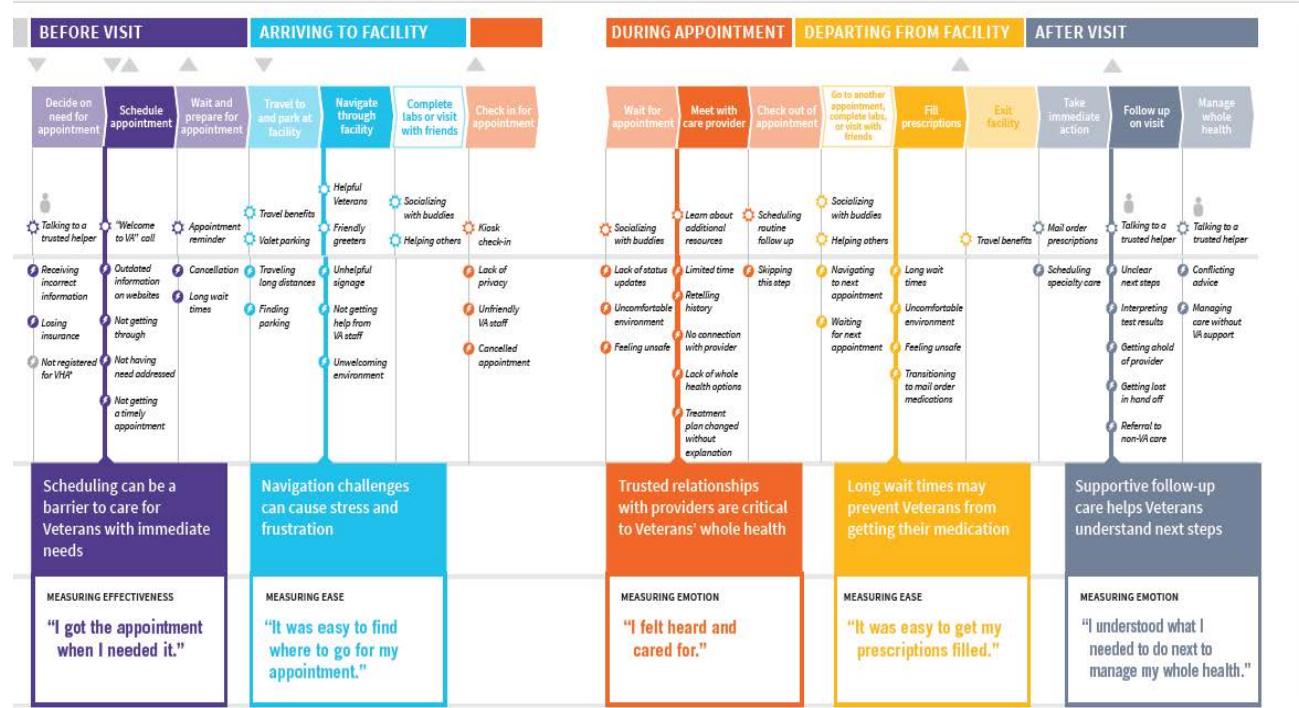 BEFORE VISIT
ARRIVING TO FACILITY
DURING APPOINTMENT
DEPARTING FROM FACILITY
AFTER VISIT
Decide on
need for
appointment
Schedule
appointment
Wait and
prepare for
appointment
Travel to
and park at
facility
Navigate
through
facility
Complete
labs or visit
with friends
Check in for
appointment
Wait for
appointment
Meet with
care provider
Check out of
appointment
Go to another
appointment,
complete labs,
or visit with
friends
Fill
prescriptions
Exit
facility
Take
immediate
action
Follow up
on visit
Manage
whole
health
Talking to a
trusted helper
"Welcome
to VA" call
Appointment
reminder
Travel benefits
Valet parking
Helpful
Veterans
Friendly
greeters
Socializing
with buddies
Helping others
Kiosk
check-in
Socializing
with buddies
Learn about
additional
resources
Scheduling
routine
follow up
Socializing
with buddies
Helping others
Travel benefits
Mail order
prescriptions
Talking to a
trusted helper
Talking to a
trusted helper
Receiving
incorrect
information
Losing
insurance
Not registered
for VHA*
Outdated
information
on websites
Not getting
through
Not having
need addressed
Not getting
a timely
appointment
Cancellation
Long wait
times
Traveling
long distances
Finding
parking
Unhelpful
signage
Not getting
help from
VA staff
Unwelcoming
environment
Lack of
privacy
Unfriendly
VA staff
Cancelled
appointment
Lack of status
updates
Uncomfortable
environment
Feeling unsafe
Limited time
Retelling
history
No connection
with provider
Lack of whole
health options
Treatment
plan changed
without
explanation
Skipping
this step
Navigating
to next
appointment
Waiting
for next
appointment
Long wait
times
Uncomfortable
environment
Feeling unsafe
Transitioning
to mail order
medications
Scheduling
specialty care
Unclear
next steps
Interpreting
test results
Getting ahold
of provider
Getting lost
in hand off
Referral to
non-VA care
Conflicting
advice
Managing
care without
VA support
Scheduling can be a
barrier to care for
Veterans with immediate
needs
Navigation challenges
can cause stress and
frustration
Trusted relationships
with providers are critical
to Veterans' whole health
Long wait times may
prevent Veterans from
getting their medication
Supportive follow-up
care helps Veterans
understand next steps
MEASURING EFFECTIVENESS
"I got the appointment
when I needed it."
MEASURING EASE
"It was easy to find
where to go for my
appointment."
MEASURING EMOTION
"I felt heard and
cared for."
MEASURING EASE
"It was easy to get my
prescriptions filled."
MEASURING EMOTION
"I understood what I
needed to do next to
manage my whole health."